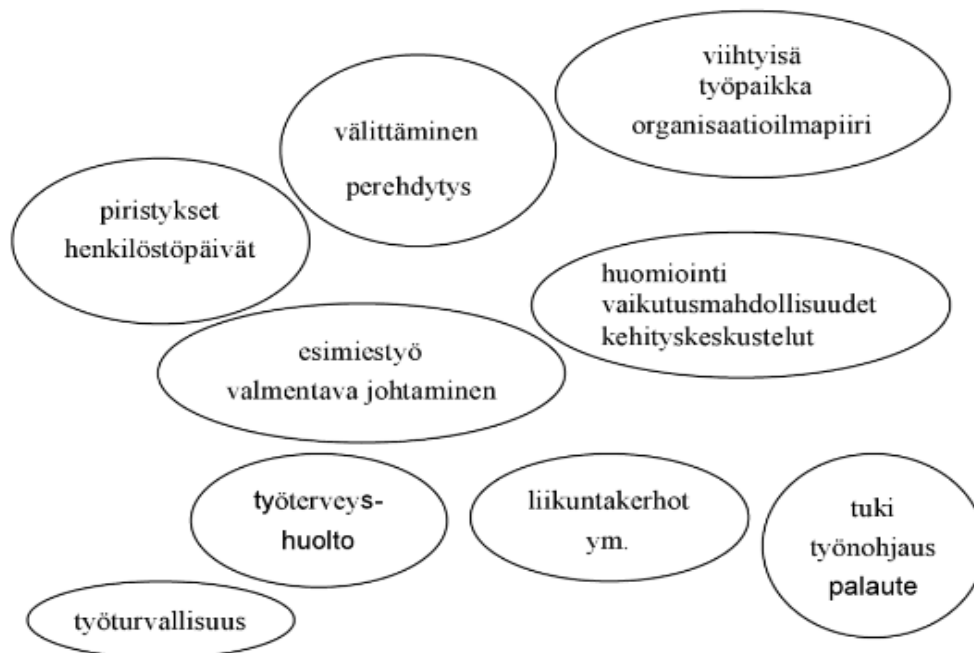 viihtyisä
työpaikka
organisaatioilmapiiri
välittäminen
perehdytys
piristykset
henkilöstöpäivät
huomiointi
vaikutusmahdollisuudet
kehityskeskustelut
esimiestyö
valmentava johtaminen
työterveys-
huolto
liikuntakerhot
ym.
tuki
työnohjaus
palaute
työturvallisuus